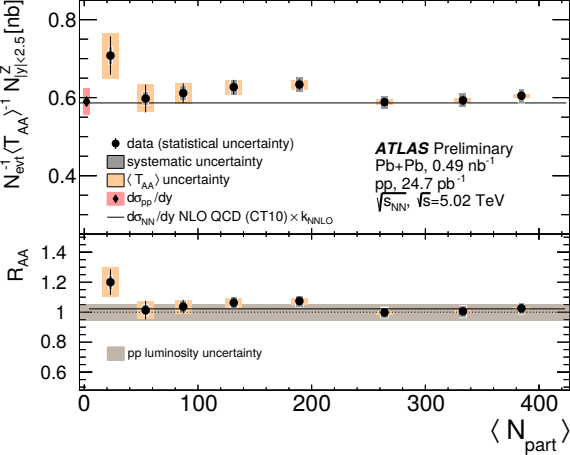 N_evt^-1 ⟨T_AA⟩^-1 N^Z_|y|<2.5 [nb]
0.8
0.6
0.4
data (statistical uncertainty)
systematic uncertainty
⟨T_AA⟩ uncertainty
dσ_pp/dy
dσ_NN/dy NLO QCD (CT10) × k_NNLO
ATLAS Preliminary
Pb+Pb, 0.49 nb^-1
pp, 24.7 pb^-1
√s_NN, √s=5.02 TeV
R_AA
1.4
1.2
1
0.8
0.6
pp luminosity uncertainty
0 100 200 300 400
⟨N_part⟩